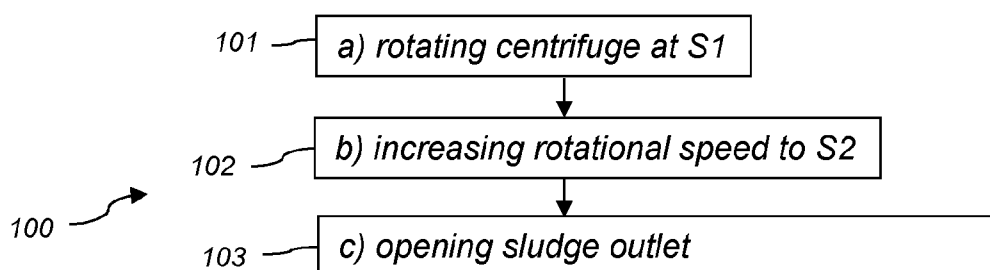 101
a) rotating centrifuge at S1
b) increasing rotational speed to S2
102
100
c) opening sludge outlet
103